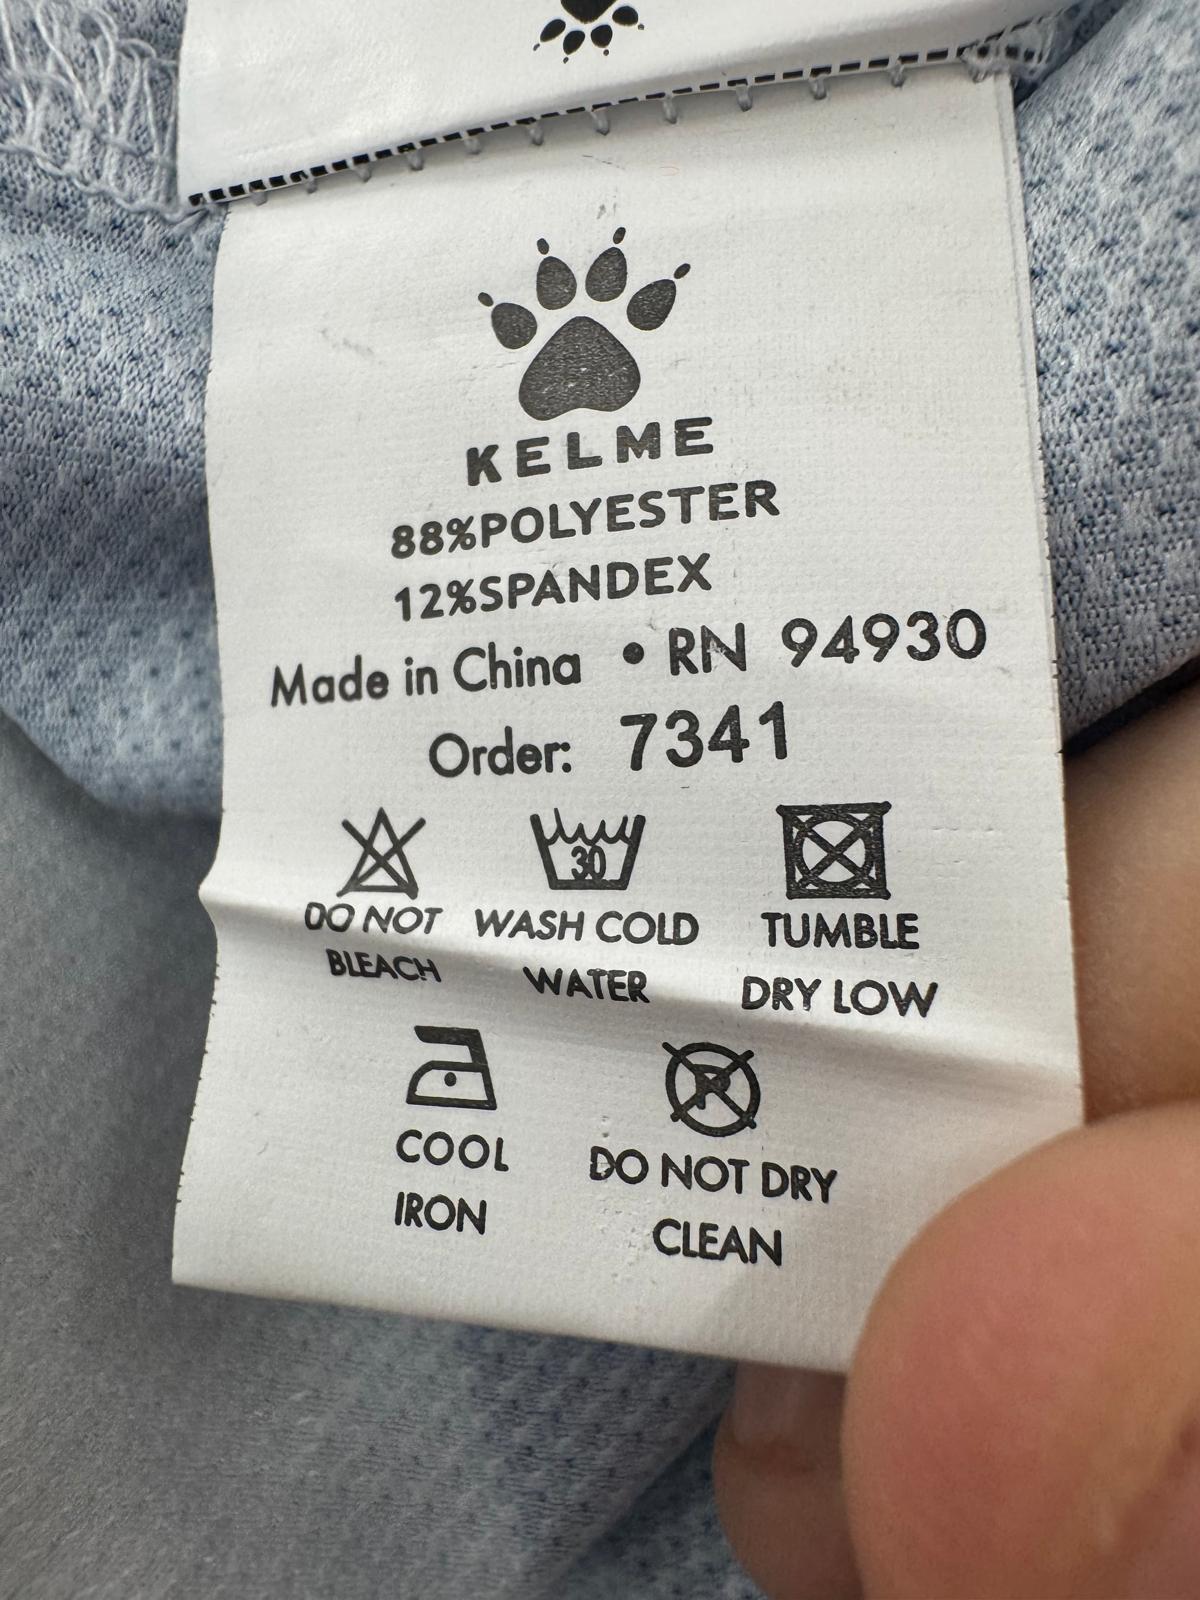 KELME
88%POLYESTER
12%SPANDEX
Made in China • RN 94930
Order: 7341
30
DO NOT WASH COLD TUMBLE
BLEACH WATER DRY LOW
P
COOL DO NOT DRY
IRON CLEAN